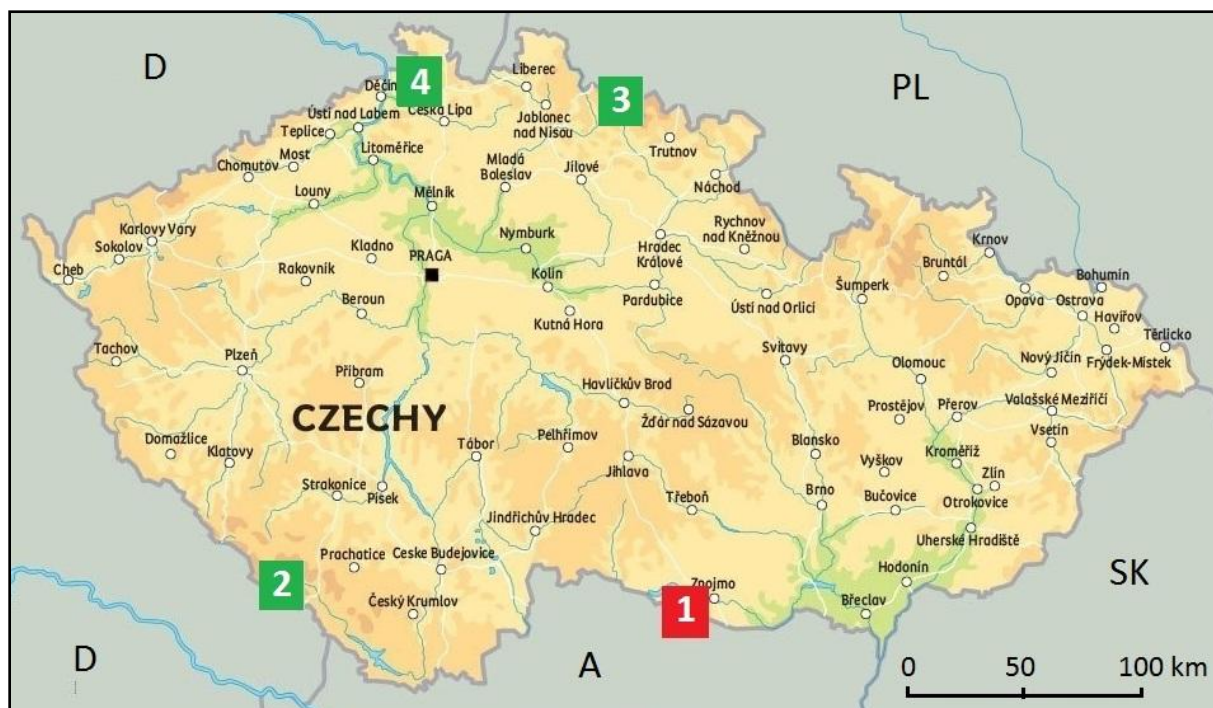 D
PL
4
3
Děčín
Česká Lípa
Liberec
Jablonec
nad Nisou
Ústí nad Labem
Teplice
Trutnov
Litoměřice
Most
Chomutov
Mladá
Boleslav
Jílové
Náchod
Louny
Mělník
Karlovy Vary
Sokolov
Cheb
Kladno
PRAGA
Rakovník
Nymburk
Hradec
Králové
Rychnov
nad Kněžnou
Krnov
Bruntál
Kolín
Beroun
Kutná Hora
Pardubice
Ústí nad Orlicí
Šumperk
Opava
Bohumín
Ostrava
Havířov
Těrlicko
Tachov
Plzeň
Příbram
Svitavy
Nový Jičín
Frýdek-Místek
Olomouc
Havlíčkův Brod
Žďár nad Sázavou
Prostějov
Přerov
Valašské Meziříčí
CZECHY
Vsetín
Domažlice
Klatovy
Tábor
Pelhřimov
Jihlava
Blansko
Vyškov
Kroměříž
Zlín
Strakonice
Písek
Třeboň
Brno
Bučovice
Otrokovice
Jindřichův Hradec
Uherské Hradiště
Prachatice
Ceske Budejovice
Hodonín
SK
2
Český Krumlov
Znojmo
1
Břeclav
D
A
0 50 100 km